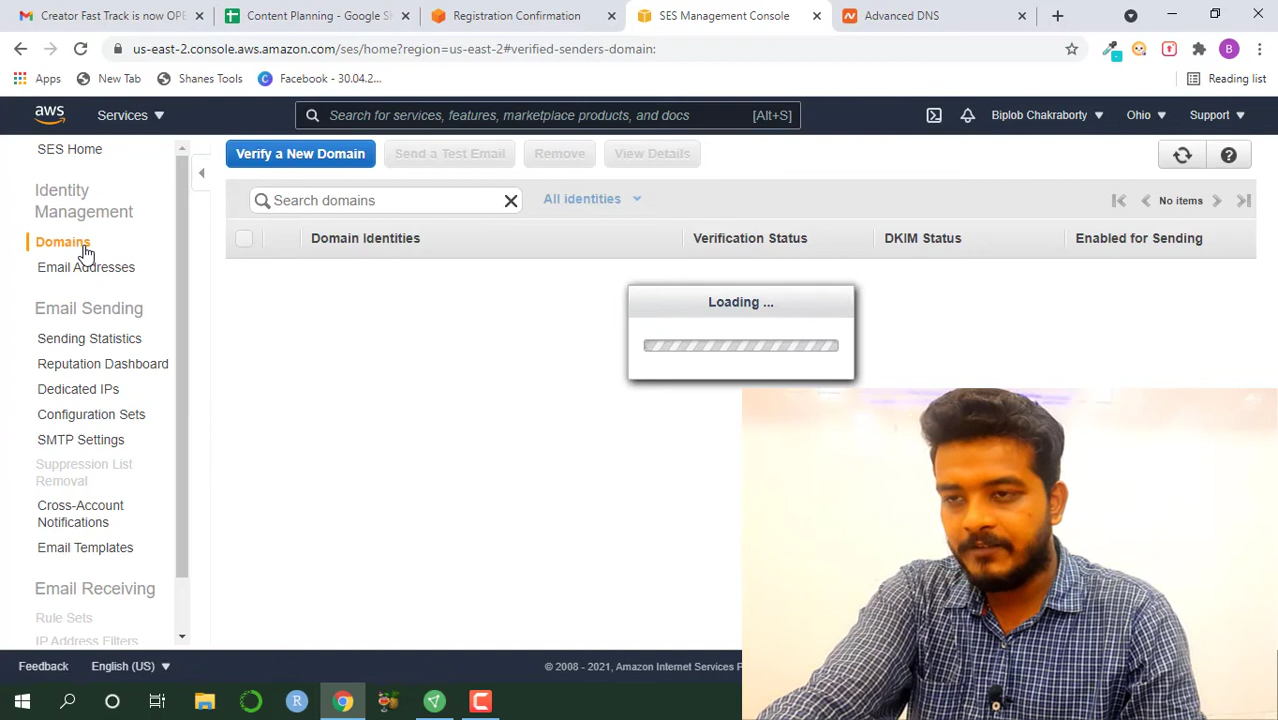 Creator Fast Track is now OPE
Content Planning - Google Sh
Registration Confirmation
SES Management Console
Advanced DNS
us-east-2.console.aws.amazon.com/ses/home?region=us-east-2#verified-senders-domain:
B
Apps
New Tab
Shanes Tools
Facebook - 30.04.2...
Reading list
aws
Services
Search for services, features, marketplace products, and docs
[Alt+S]
Biplob Chakraborty
Ohio
Support
SES Home
Identity
Management
Domains
Email Addresses
Email Sending
Sending Statistics
Reputation Dashboard
Dedicated IPs
Configuration Sets
SMTP Settings
Suppression List
Removal
Cross-Account
Notifications
Email Templates
Email Receiving
Rule Sets
IP Address Filters
Verify a New Domain
Send a Test Email
Remove
View Details
Search domains
All identities
No items
Domain Identities
Verification Status
DKIM Status
Enabled for Sending
Loading ...
Feedback
English (US)
© 2008 - 2021, Amazon Internet Services P